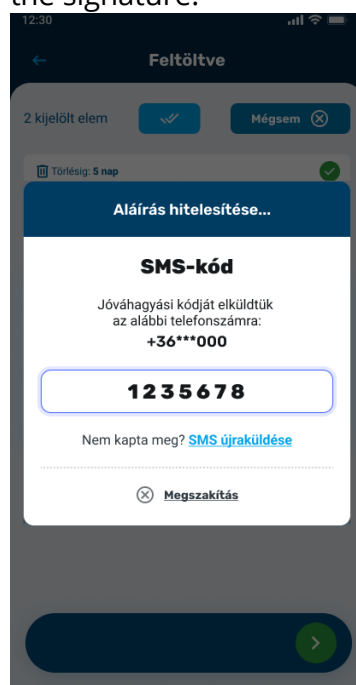 the signature.
12:30
Feltöltve
2 kijelölt elem
Mégsem
Törlésig: 5 nap
Aláírás hitelesítése...
SMS-kód
Jóváhagyási kódját elküldtük
az alábbi telefonszámra:
+36***000
1235678
Nem kapta meg? SMS újraküldése
Megszakítás